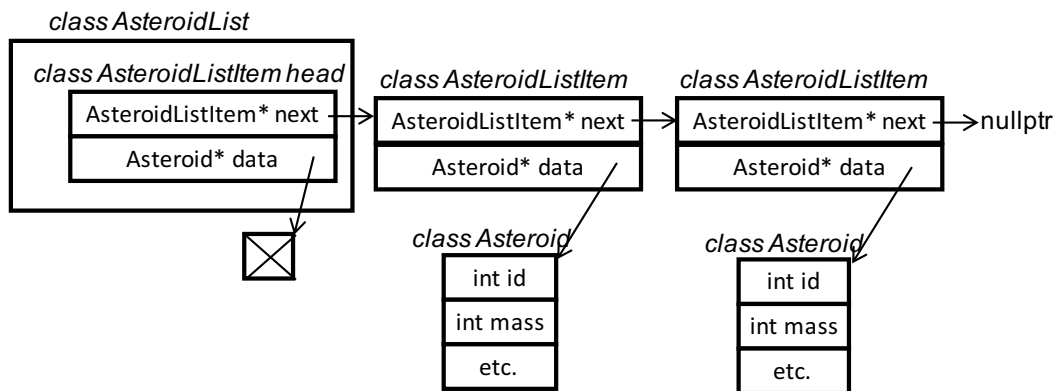 class AsteroidList
class AsteroidListItem head
AsteroidListItem* next
Asteroid* data
class AsteroidListItem
AsteroidListItem* next
Asteroid* data
class AsteroidListItem
AsteroidListItem* next
Asteroid* data
nullptr
class Asteroid
int id
int mass
etc.
class Asteroid
int id
int mass
etc.